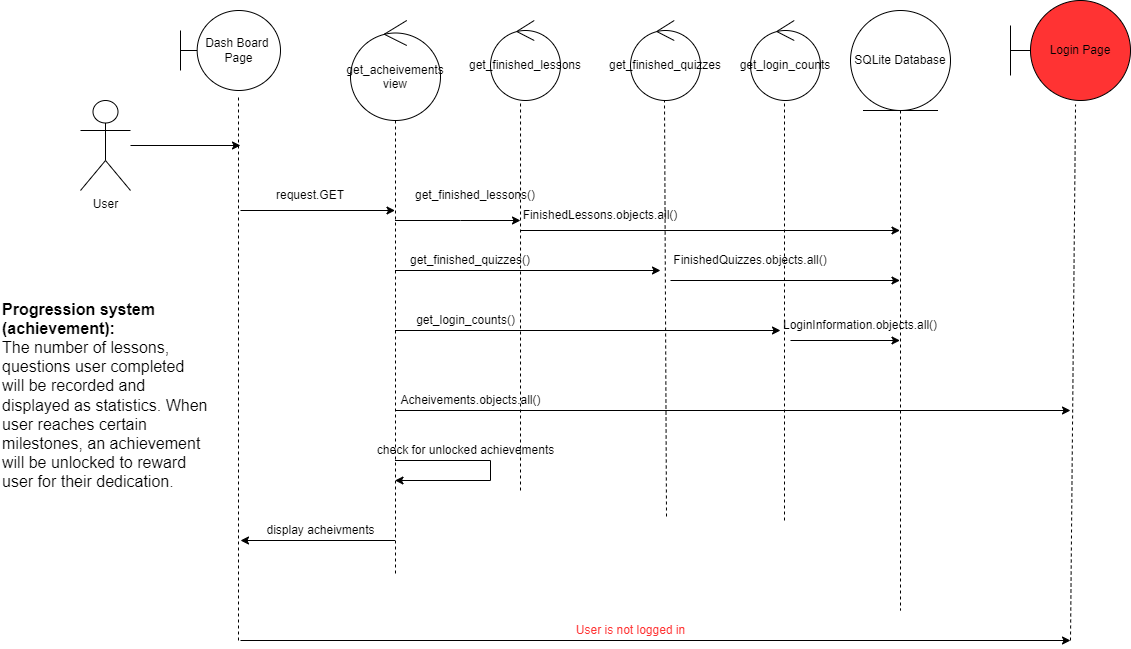 Dash Board
Page
get_acheivements
view
get_finished_lessons
get_finished_quizzes
get_login_counts
SQLite Database
Login Page
User
request.GET
get_finished_lessons()
FinishedLessons.objects.all()
get_finished_quizzes()
FinishedQuizzes.objects.all()
get_login_counts()
LoginInformation.objects.all()
Acheivements.objects.all()
check for unlocked achievements
display acheivments
User is not logged in
Progression system
(achievement):
The number of lessons,
questions user completed
will be recorded and
displayed as statistics. When
user reaches certain
milestones, an achievement
will be unlocked to reward
user for their dedication.